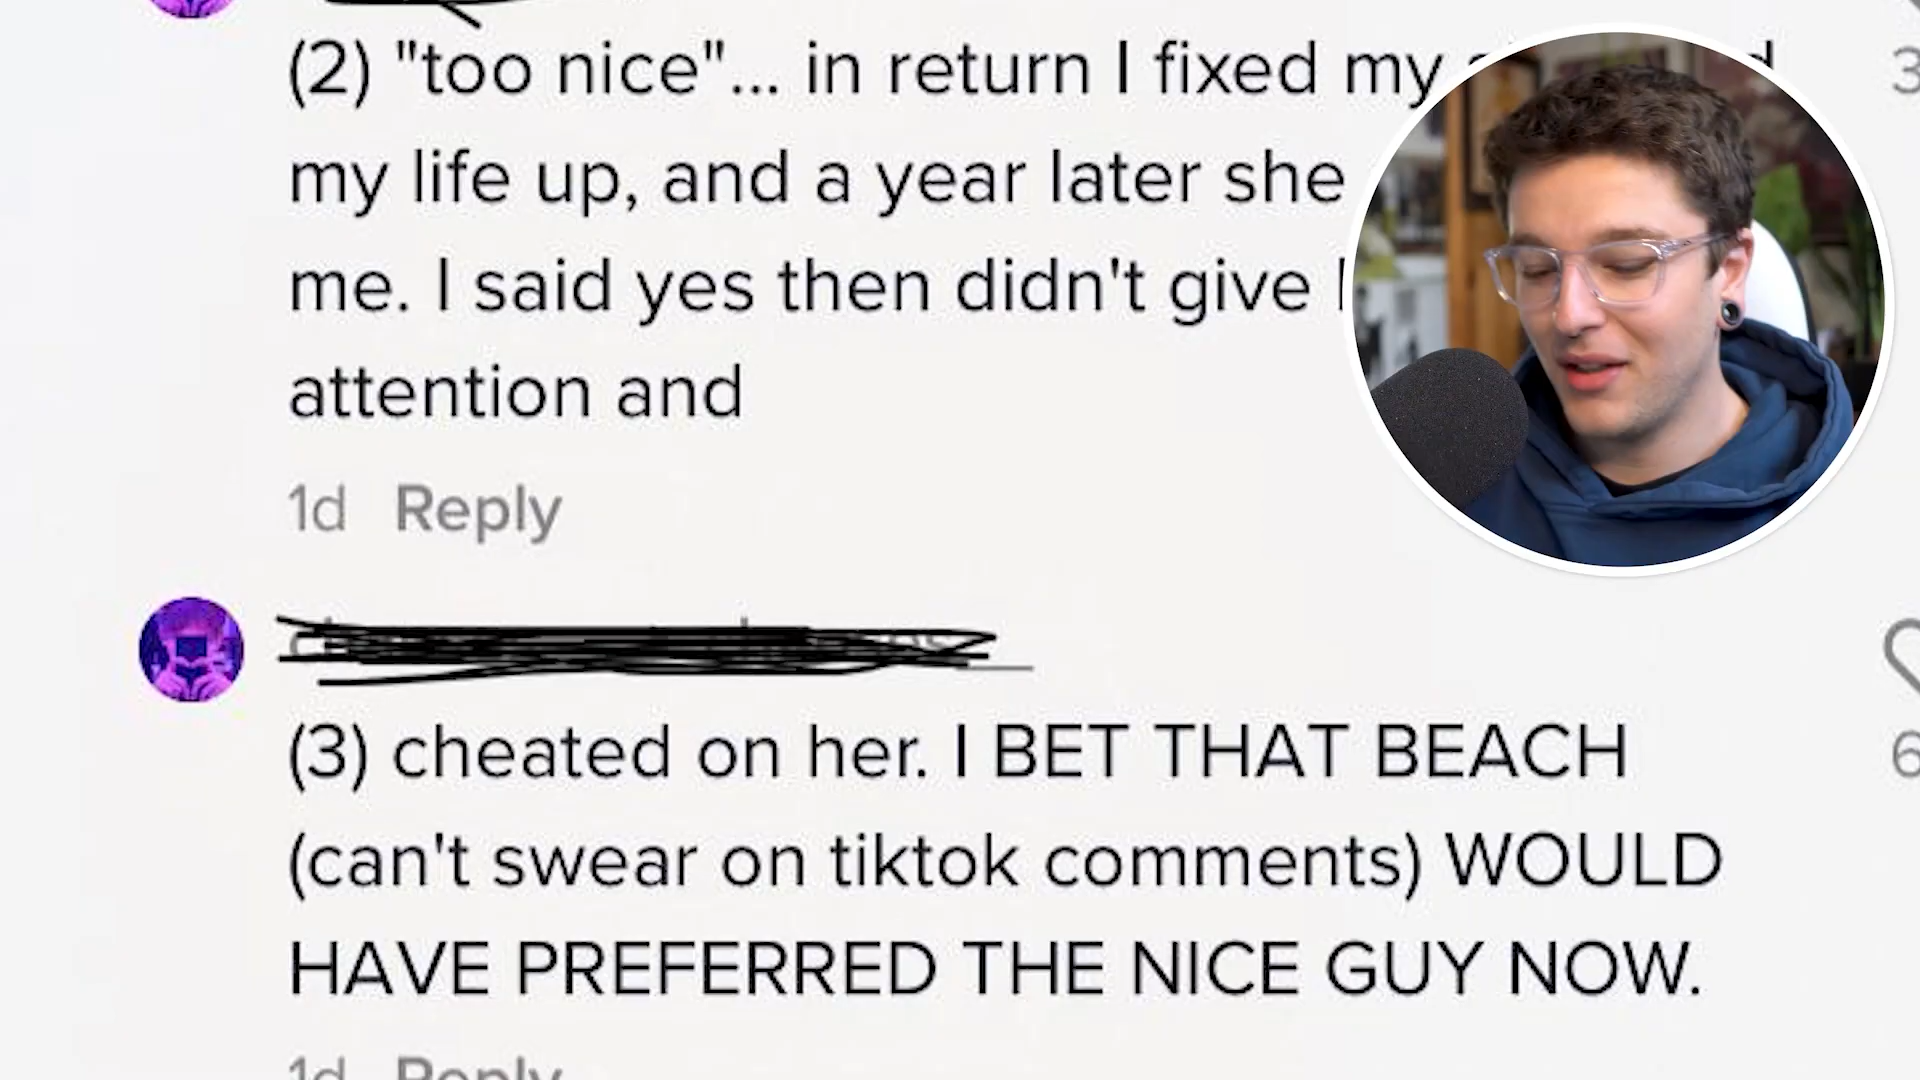 (2) "too nice"... in return I fixed my
my life up, and a year later she
me. I said yes then didn't give
attention and
1d Reply
(3) cheated on her. I BET THAT BEACH
(can't swear on tiktok comments) WOULD
HAVE PREFERRED THE NICE GUY NOW.
1d Reply